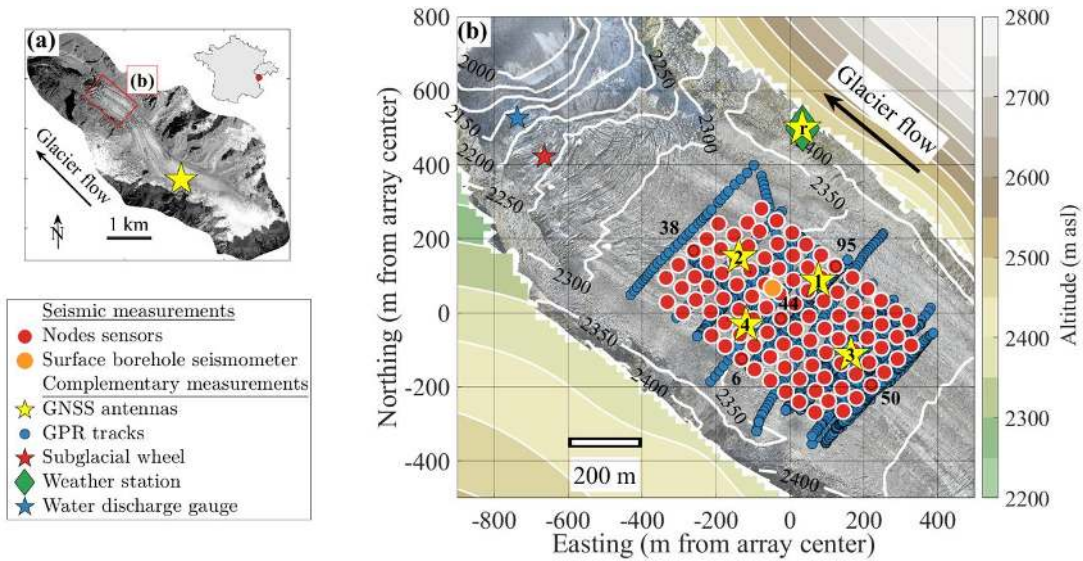 (a)
(b)
Glacier flow
N
1 km
Seismic measurements
Nodes sensors
Surface borehole seismometer
Complementary measurements
GNSS antennas
GPR tracks
Subglacial wheel
Weather station
Water discharge gauge
(b)
800
600
400
200
0
-200
-400
Northing (m from array center)
-800 -600 -400 -200 0 200 400
Easting (m from array center)
2000
2150
2200
2250
2300
2350
2400
2250
2300
2350
2400
2350
2400
Glacier flow
r
38
95
2
1
44
4
3
6
50
200 m
2800
2700
2600
2500
2400
2300
2200
Altitude (m asl)